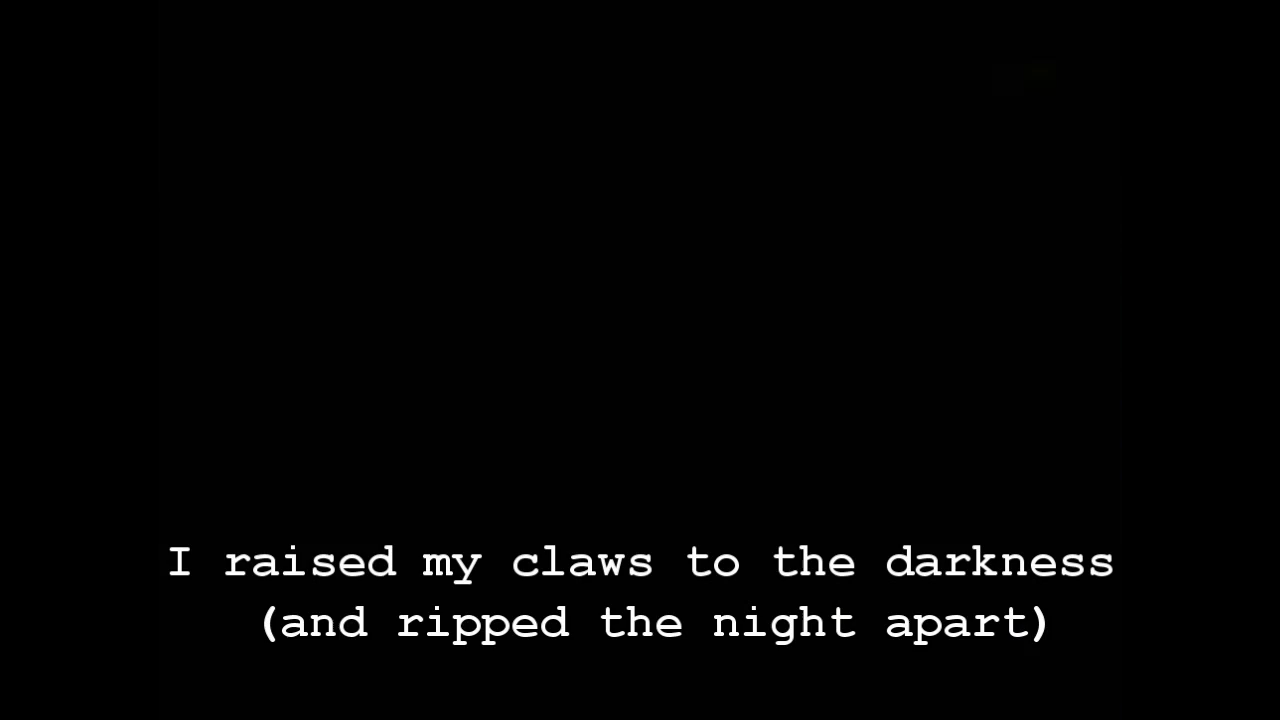 I raised my claws to the darkness
(and ripped the night apart)